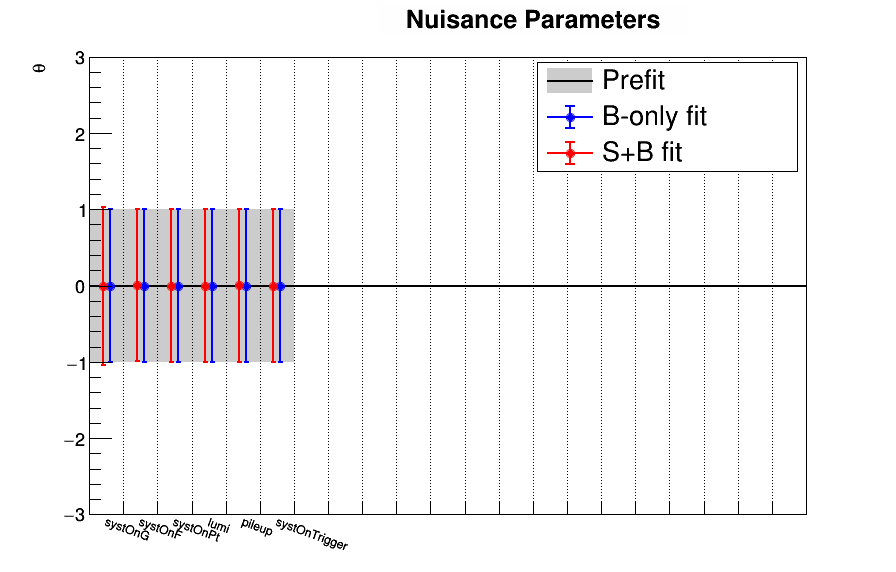 Nuisance Parameters
θ
3
2
1
0
−1
−2
−3
Prefit
B-only fit
S+B fit
systOnG
systOnF
systOnPt
lumi
pileup
systOnTrigger